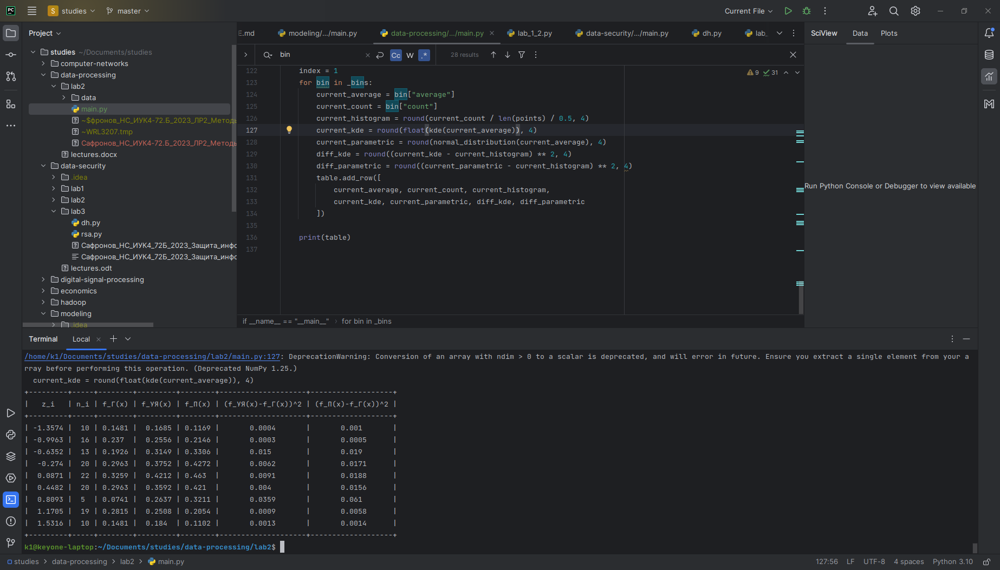 PC
S studies master
Current File
Project
studies ~/Documents/studies
computer-networks
data-processing
lab2
data
main.py
~$фронов_НС_ИУК4-72.Б_2023_ЛР2_Методы
~WRL3207.tmp
Сафронов_НС_ИУК4-72.Б_2023_ЛР2_Методы
lectures.docx
data-security
.idea
lab1
lab2
lab3
dh.py
rsa.py
Сафронов_НС_ИУК4_72Б_2023_Защита_инфо
Сафронов_НС_ИУК4_72Б_2023_Защита_инфо
lectures.odt
digital-signal-processing
economics
hadoop
modeling
.idea
E.md modeling/.../main.py data-processing/.../main.py lab_1_2.py data-security/.../main.py dh.py lab_
bin Cc W .* 28 results
9 31
122 index = 1
123 for bin in _bins:
124 current_average = bin["average"]
125 current_count = bin["count"]
126 current_histogram = round(current_count / len(points) / 0.5, 4)
127 current_kde = round(float(kde(current_average)), 4)
128 current_parametric = round(normal_distribution(current_average), 4)
129 diff_kde = round((current_kde - current_histogram) ** 2, 4)
130 diff_parametric = round((current_parametric - current_histogram) ** 2, 4)
131 table.add_row([
132 current_average, current_count, current_histogram,
133 current_kde, current_parametric, diff_kde, diff_parametric
134 ])
135
136 print(table)
137
if __name__ == "__main__" › for bin in _bins
SciView Data Plots
Run Python Console or Debugger to view available
Terminal Local
/home/k1/Documents/studies/data-processing/lab2/main.py:127: DeprecationWarning: Conversion of an array with ndim > 0 to a scalar is deprecated, and will error in future. Ensure you extract a single element from your a
rray before performing this operation. (Deprecated NumPy 1.25.)
current_kde = round(float(kde(current_average)), 4)
+---------+-----+--------+---------+--------+--------------------+-------------------+
| z_i | n_i | f_Г(x) | f_УЯ(x) | f_П(x) | (f_УЯ(x)-f_Г(x))^2 | (f_П(x)-f_Г(x))^2 |
+---------+-----+--------+---------+--------+--------------------+-------------------+
| -1.3574 | 10 | 0.1481 | 0.1685 | 0.1169 | 0.0004 | 0.001 |
| -0.9963 | 16 | 0.237 | 0.2556 | 0.2146 | 0.0003 | 0.0005 |
| -0.6352 | 13 | 0.1926 | 0.3149 | 0.3306 | 0.015 | 0.019 |
| -0.274 | 20 | 0.2963 | 0.3752 | 0.4272 | 0.0062 | 0.0171 |
| 0.0871 | 22 | 0.3259 | 0.4212 | 0.463 | 0.0091 | 0.0188 |
| 0.4482 | 20 | 0.2963 | 0.3592 | 0.421 | 0.004 | 0.0156 |
| 0.8093 | 5 | 0.0741 | 0.2637 | 0.3211 | 0.0359 | 0.061 |
| 1.1705 | 19 | 0.2815 | 0.2508 | 0.2054 | 0.0009 | 0.0058 |
| 1.5316 | 10 | 0.1481 | 0.184 | 0.1102 | 0.0013 | 0.0014 |
+---------+-----+--------+---------+--------+--------------------+-------------------+
k1@keyone-laptop:~/Documents/studies/data-processing/lab2$
studies › data-processing › lab2 › main.py
127:56 LF UTF-8 4 spaces Python 3.10